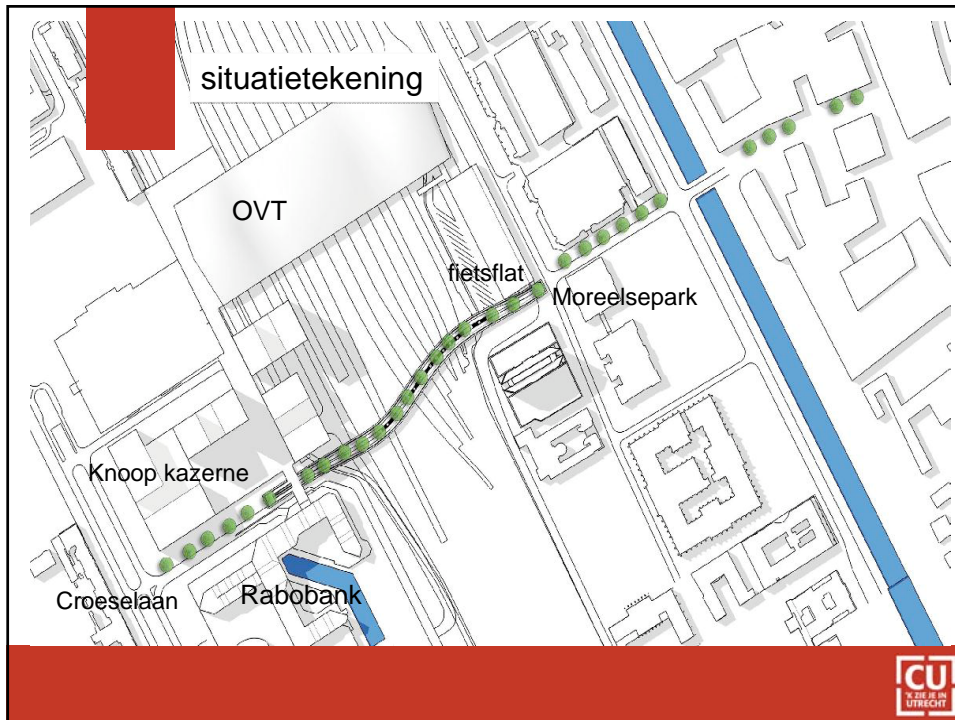 situatietekening
OVT
fietsflat
Moreelsepark
Knoop kazerne
Croeselaan
Rabobank
CU
'K ZIE JE IN
UTRECHT